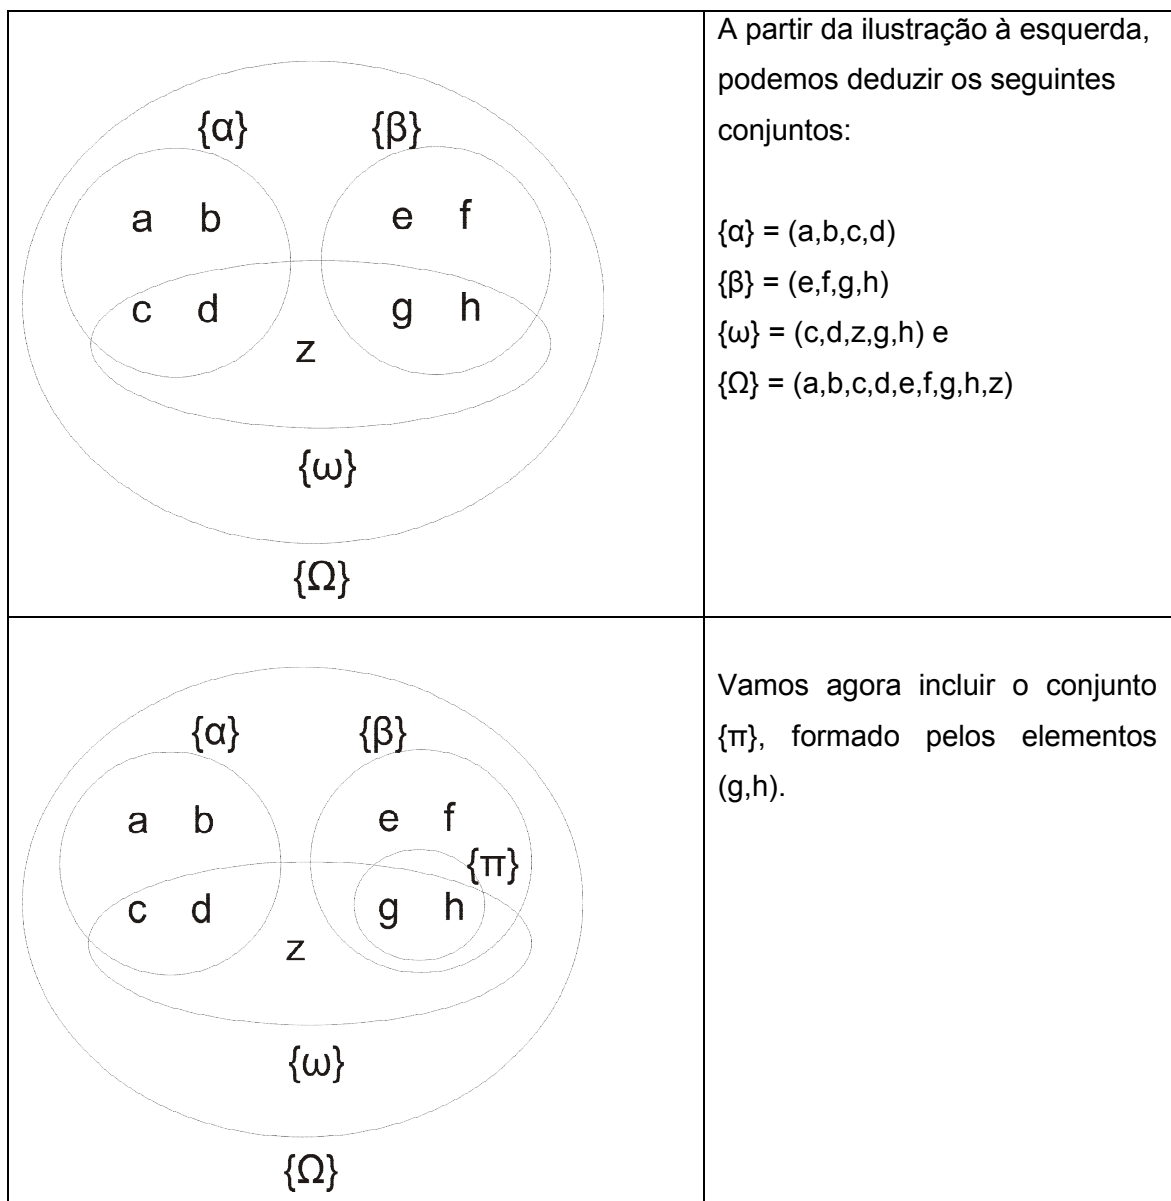 {α} {β}
a b e f
c d g h
z
{ω}
{Ω}
A partir da ilustração à esquerda,
podemos deduzir os seguintes
conjuntos:
{α} = (a,b,c,d)
{β} = (e,f,g,h)
{ω} = (c,d,z,g,h) e
{Ω} = (a,b,c,d,e,f,g,h,z)
{α} {β}
a b e f
{π}
c d g h
z
{ω}
{Ω}
Vamos agora incluir o conjunto
{π}, formado pelos elementos
(g,h).